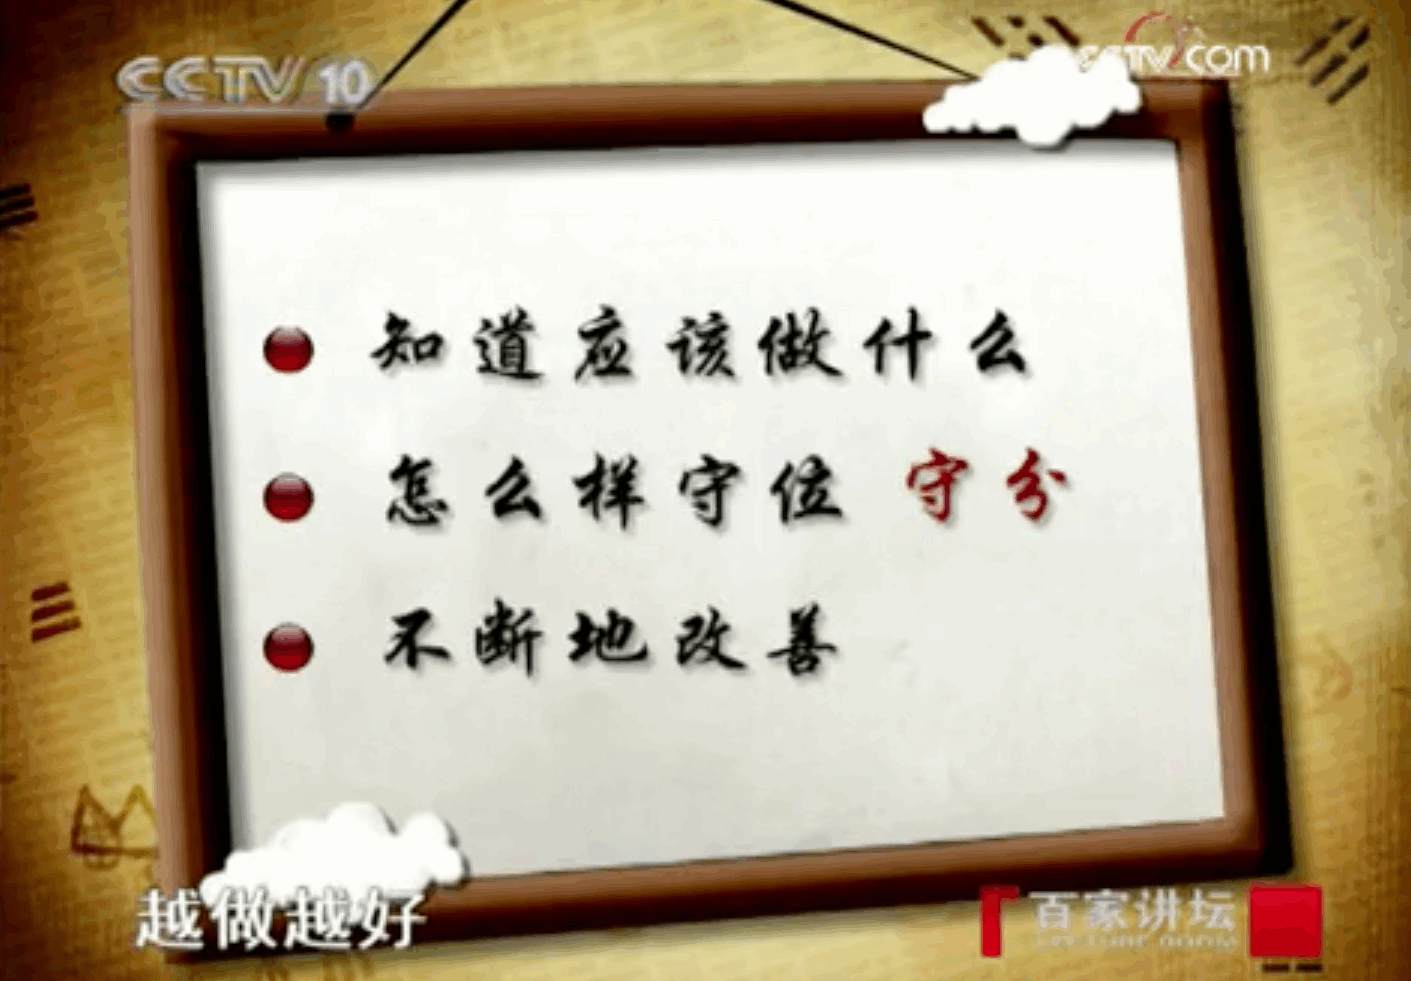 CCTV 10
cctv.com
知道应该做什么
怎么样守位 守分
不断地改善
越做越好
百家讲坛
LECTURE ROOM